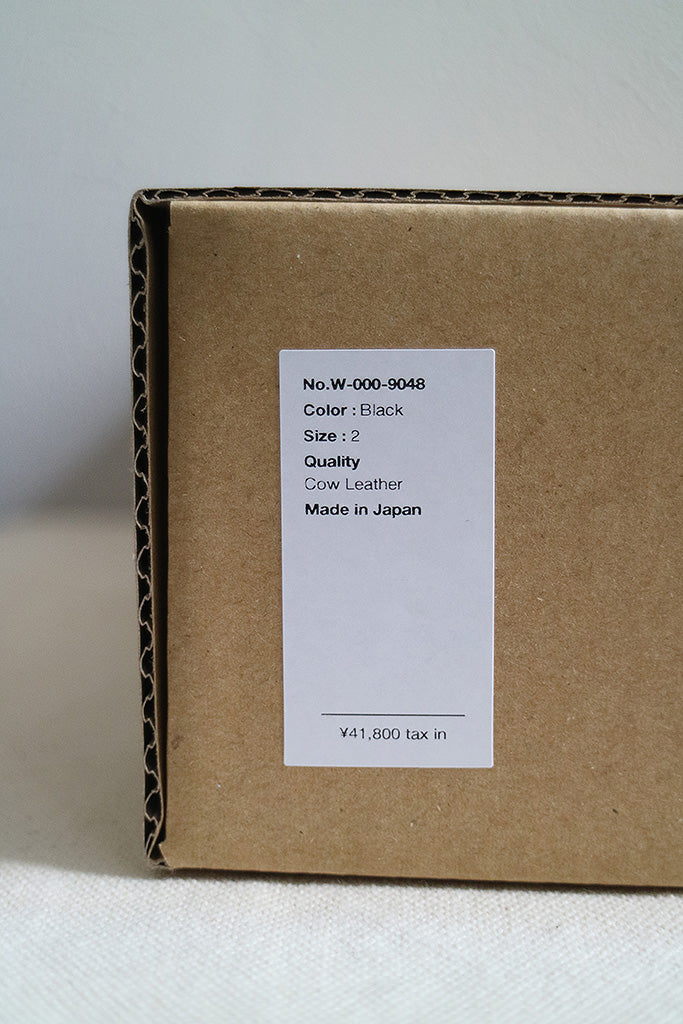 No.W-000-9048
Color : Black
Size : 2
Quality
Cow Leather
Made in Japan
¥41,800 tax in